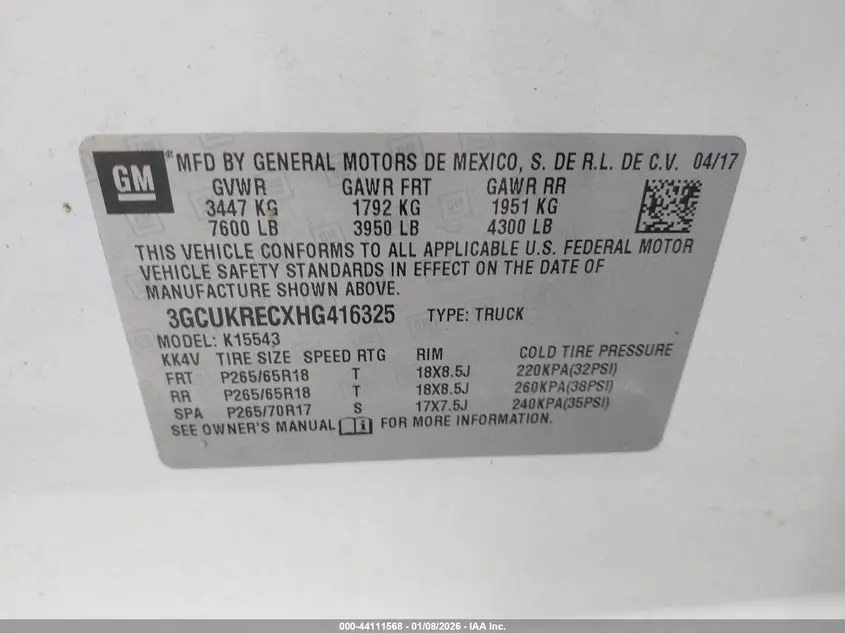 GM
MFD BY GENERAL MOTORS DE MEXICO, S. DE R.L. DE C.V. 04/17
GVWR GAWR FRT GAWR RR
3447 KG 1792 KG 1951 KG
7600 LB 3950 LB 4300 LB
THIS VEHICLE CONFORMS TO ALL APPLICABLE U.S. FEDERAL MOTOR
VEHICLE SAFETY STANDARDS IN EFFECT ON THE DATE OF
MANUFACTURE SHOWN ABOVE.
3GCUKRECXHG416325 TYPE: TRUCK
MODEL: K15543
KK4V TIRE SIZE SPEED RTG RIM COLD TIRE PRESSURE
FRT P265/65R18 T 18X8.5J 220KPA(32PSI)
RR P265/65R18 T 18X8.5J 260KPA(38PSI)
SPA P265/70R17 S 17X7.5J 240KPA(35PSI)
SEE OWNER'S MANUAL i FOR MORE INFORMATION.
000-44111568 | 01/08/2026 - IAA Inc.